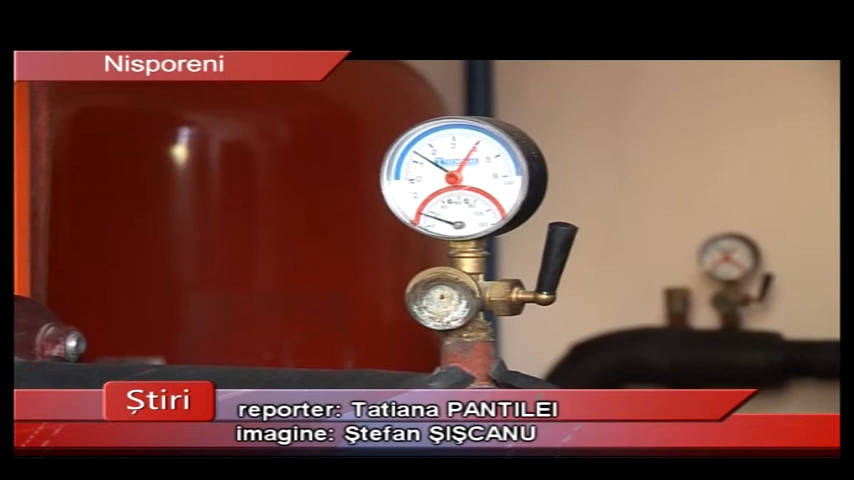 Nisporeni
Știri
reporter: Tatiana PANTILEI
imagine: Ştefan ŞIŞCANU